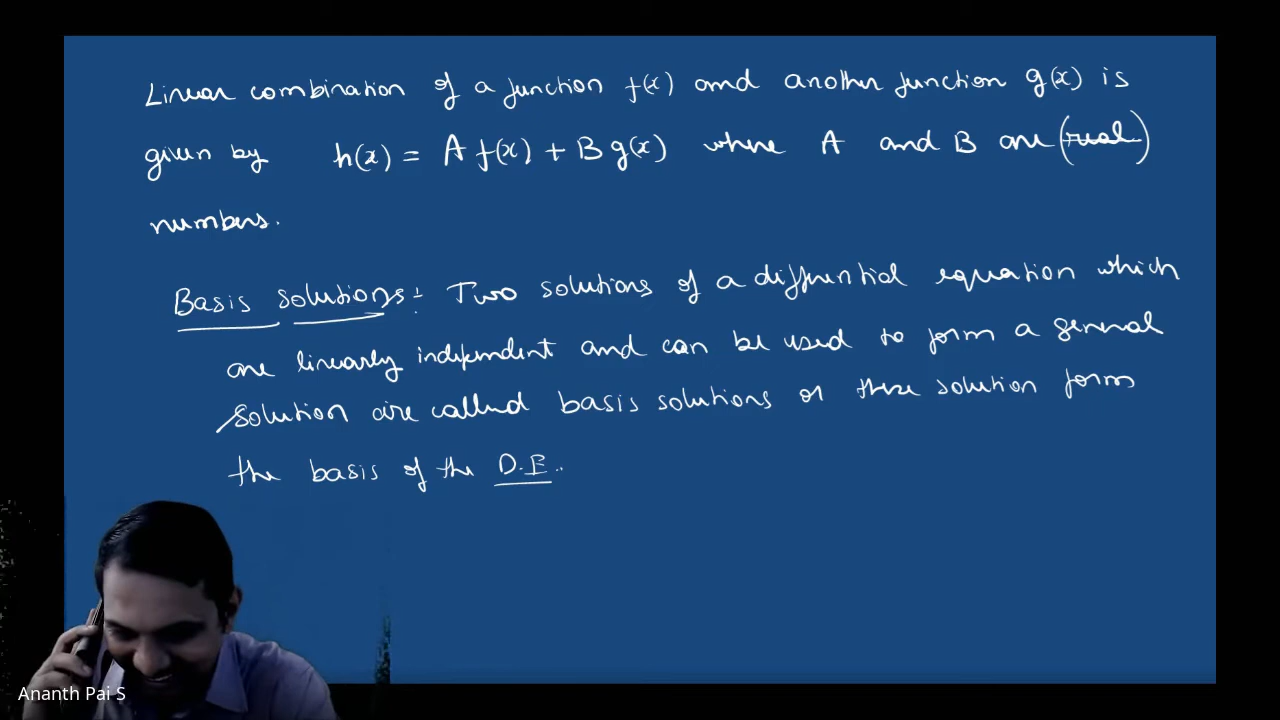 Linear combination of a function f(x) and another function g(x) is
given by h(x) = A f(x) + B g(x) where A and B are (real)
numbers.
Basis solutions: Two solutions of a differential equation which
are linearly independent and can be used to form a general
solution are called basis solutions or these solution form
the basis of the D.E..
Ananth Pai S